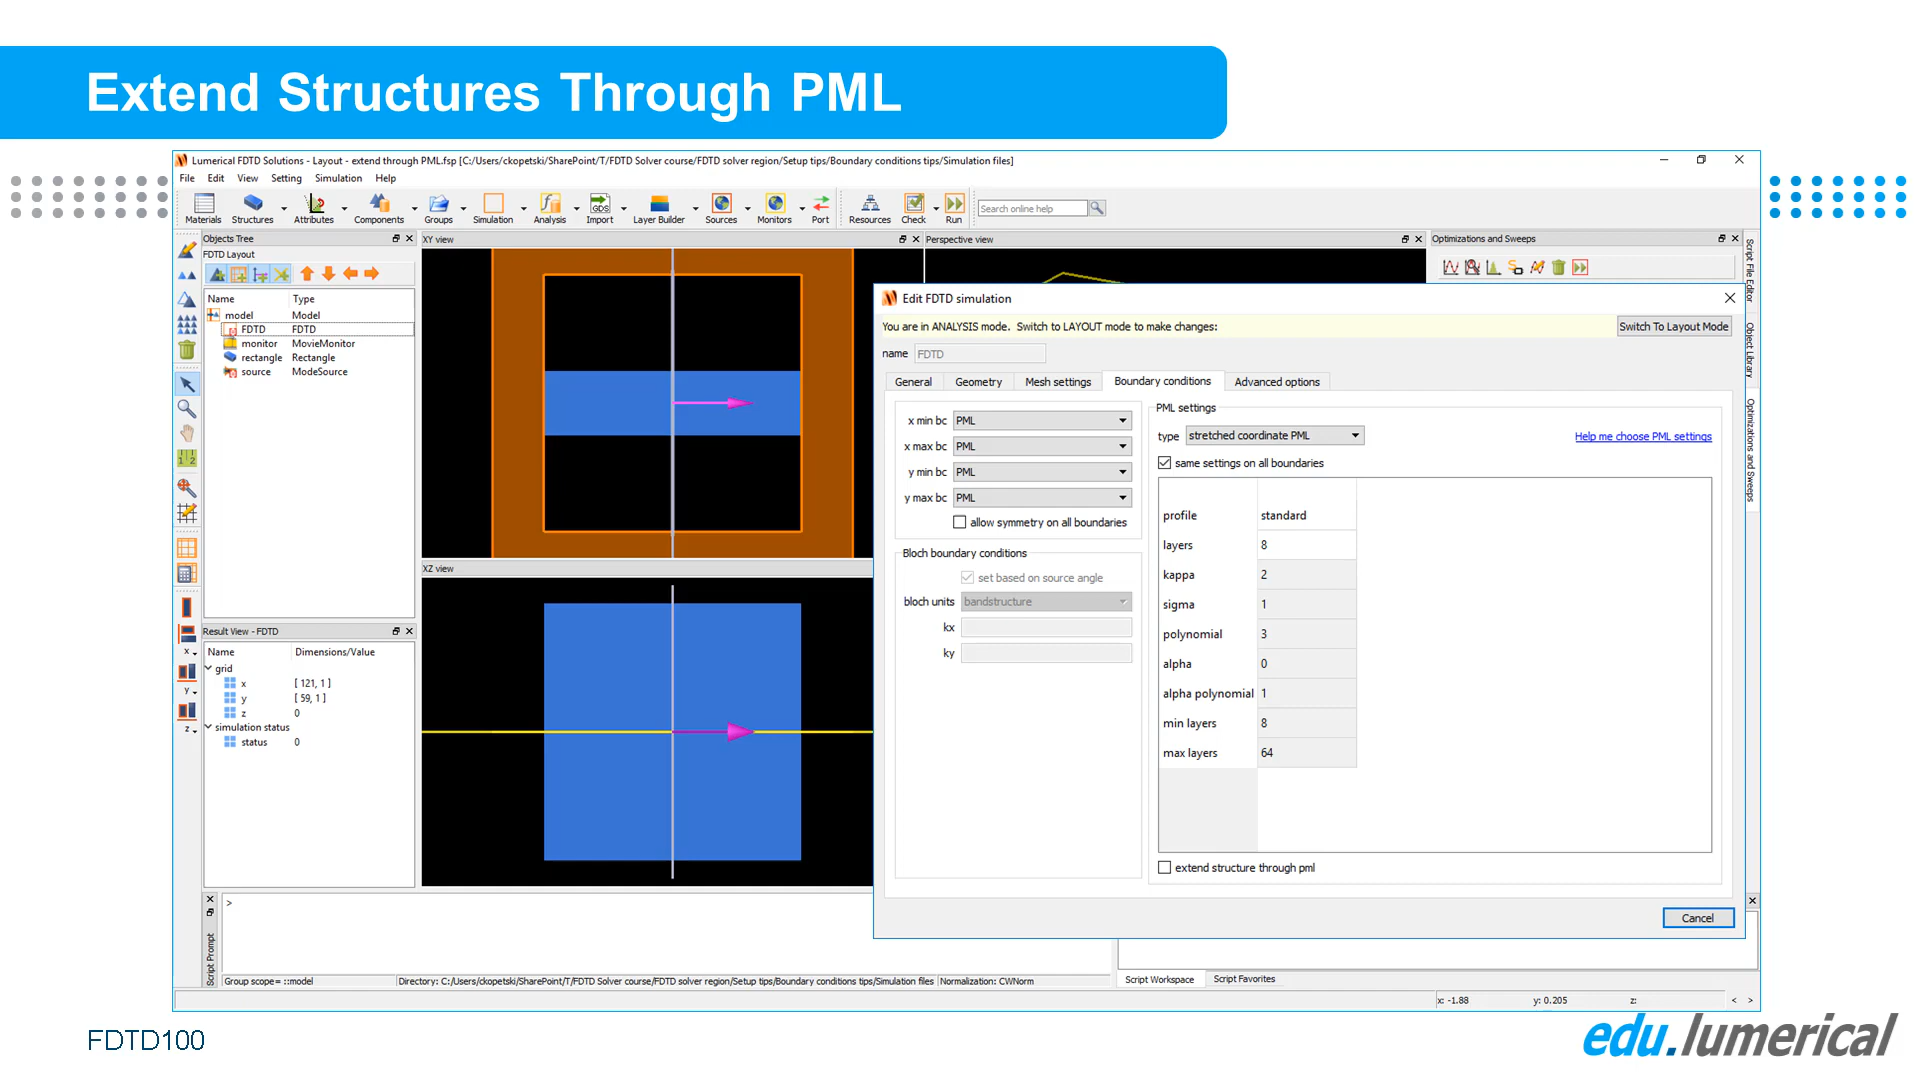 Extend Structures Through PML
Lumerical FDTD Solutions - Layout - extend through PML.fsp [C:/Users/ckopetski/SharePoint/T/FDTD Solver course/FDTD solver region/Setup tips/Boundary conditions tips/Simulation files]
File Edit View Setting Simulation Help
Materials Structures Attributes Components Groups Simulation Analysis Import Layer Builder Sources Monitors Port Resources Check Run Search online help
Objects Tree
FDTD Layout
Name Type
model Model
FDTD FDTD
monitor MovieMonitor
rectangle Rectangle
source ModeSource
XY view
Perspective view
Optimizations and Sweeps
Script File Editor
Object Library
Optimizations and Sweeps
XZ view
Result View - FDTD
Name Dimensions/Value
grid
x [ 121, 1 ]
y [ 59, 1 ]
z 0
simulation status
status 0
Edit FDTD simulation
You are in ANALYSIS mode. Switch to LAYOUT mode to make changes: Switch To Layout Mode
name FDTD
General Geometry Mesh settings Boundary conditions Advanced options
x min bc PML
x max bc PML
y min bc PML
y max bc PML
allow symmetry on all boundaries
Bloch boundary conditions
set based on source angle
bloch units bandstructure
kx
ky
PML settings
type stretched coordinate PML Help me choose PML settings
same settings on all boundaries
profile standard
layers 8
kappa 2
sigma 1
polynomial 3
alpha 0
alpha polynomial 1
min layers 8
max layers 64
extend structure through pml
Cancel
>
Script Prompt
Group scope= ::model Directory: C:/Users/ckopetski/SharePoint/T/FDTD Solver course/FDTD solver region/Setup tips/Boundary conditions tips/Simulation files Normalization: CWNorm
Script Workspace Script Favorites
x: -1.88 y: 0.205 z: < >
FDTD100
edu.lumerical